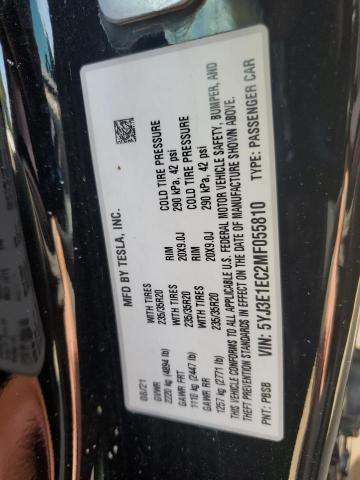 MFD BY TESLA, INC.
08/21
GVWR WITH TIRES RIM COLD TIRE PRESSURE
2220 kg (4894 lb) 235/35R20 20X9.0J 290 kPa, 42 psi
GAWR FRT WITH TIRES RIM COLD TIRE PRESSURE
1110 kg (2447 lb) 235/35R20 20X9.0J 290 kPa, 42 psi
GAWR RR
1257 kg (2771 lb)
THIS VEHICLE CONFORMS TO ALL APPLICABLE U.S. FEDERAL MOTOR VEHICLE SAFETY, BUMPER, AND
THEFT PREVENTION STANDARDS IN EFFECT ON THE DATE OF MANUFACTURE SHOWN ABOVE.
VIN: 5YJ3E1EC2MF055810 TYPE: PASSENGER CAR
PNT: PBSB